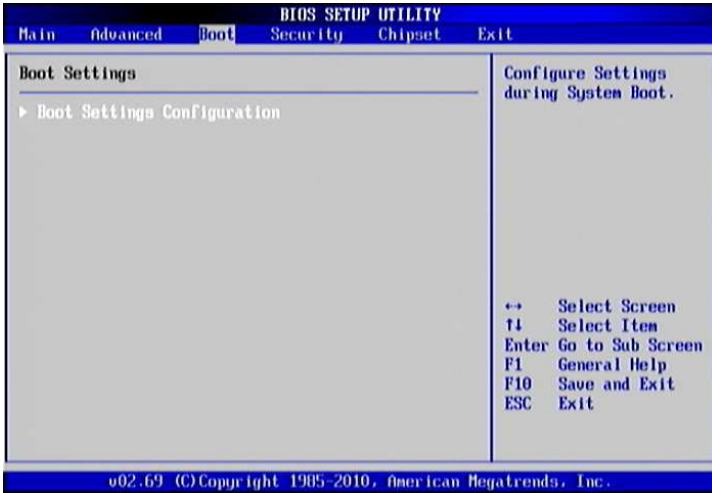 BIOS SETUP UTILITY
Main Advanced Boot Security Chipset Exit
Boot Settings
Boot Settings Configuration
Configure Settings
during System Boot.
↔ Select Screen
↑↓ Select Item
Enter Go to Sub Screen
F1 General Help
F10 Save and Exit
ESC Exit
v02.69 (C)Copyright 1985-2010, American Megatrends, Inc.